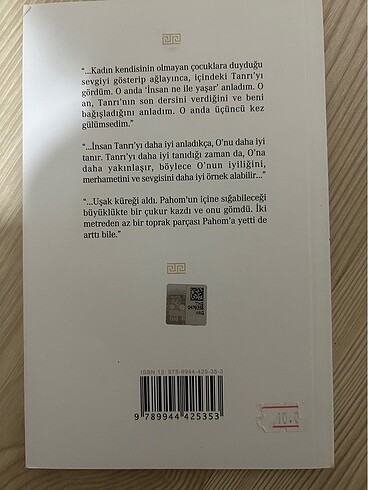 “...Kadın kendisinin olmayan çocuklara duyduğu
sevgiyi gösterip ağlayınca, içindeki Tanrı’yı
gördüm. O anda ‘İnsan ne ile yaşar’ anladım. O
an, Tanrı’nın son dersini verdiğini ve beni
bağışladığını anladım. O anda üçüncü kez
gülümsedim.”
“...İnsan Tanrı’yı daha iyi anladıkça, O’nu daha iyi
tanır. Tanrı’yı daha iyi tanıdığı zaman da, O’na
daha yakınlaşır, böylece O’nun iyiliğini,
merhametini ve sevgisini daha iyi örnek alabilir...”
“...Uşak küreği aldı. Pahom’un içine sığabileceği
büyüklükte bir çukur kazdı ve onu gömdü. İki
metreden az bir toprak parçası Pahom’a yetti de
arttı bile.”
ISBN 13: 978-9944-425-35-3
9 789944 425353